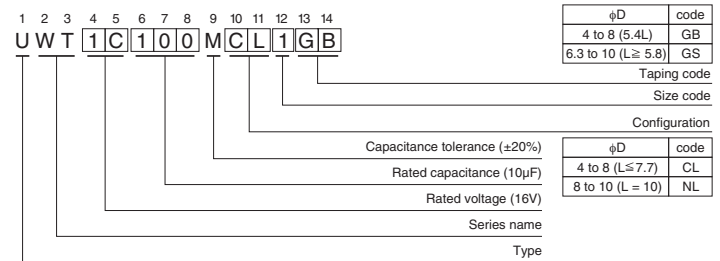 1 2 3 4 5 6 7 8 9 10 11 12 13 14
U W T 1 C 1 0 0 M C L 1 G B
φD code
4 to 8 (5.4L) GB
6.3 to 10 (L≧ 5.8) GS
Taping code
Size code
Configuration
φD code
4 to 8 (L≦7.7) CL
8 to 10 (L = 10) NL
Capacitance tolerance (±20%)
Rated capacitance (10μF)
Rated voltage (16V)
Series name
Type